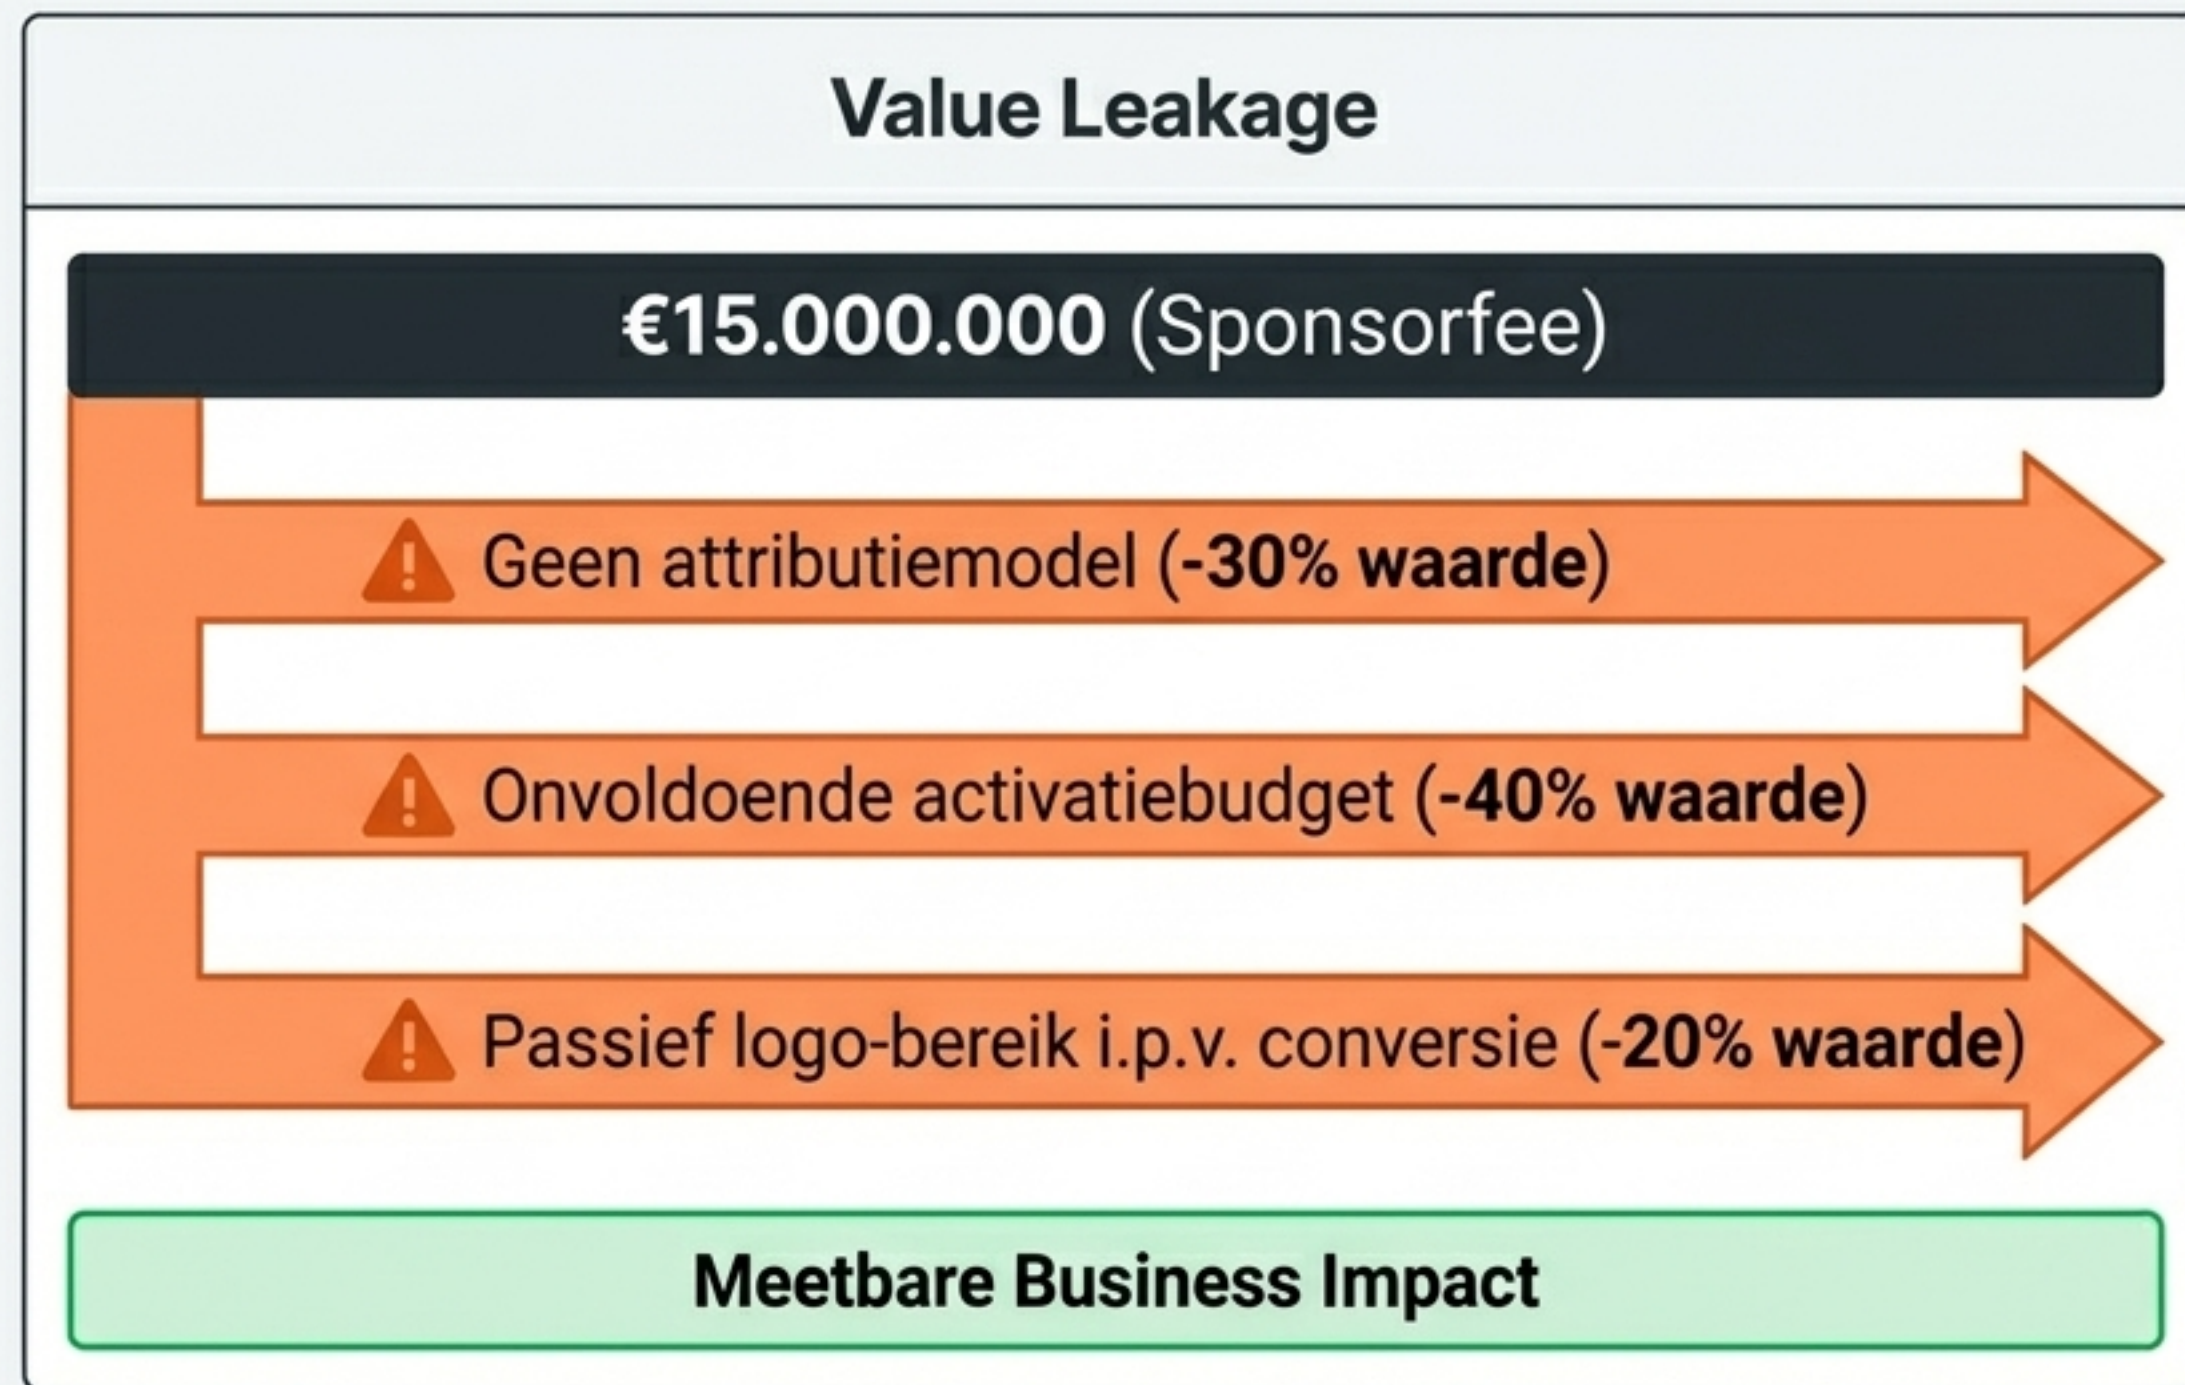 Value Leakage
€15.000.000 (Sponsorfee)
Geen attributiemodel (-30% waarde)
Onvoldoende activatiebudget (-40% waarde)
Passief logo-bereik i.p.v. conversie (-20% waarde)
Meetbare Business Impact